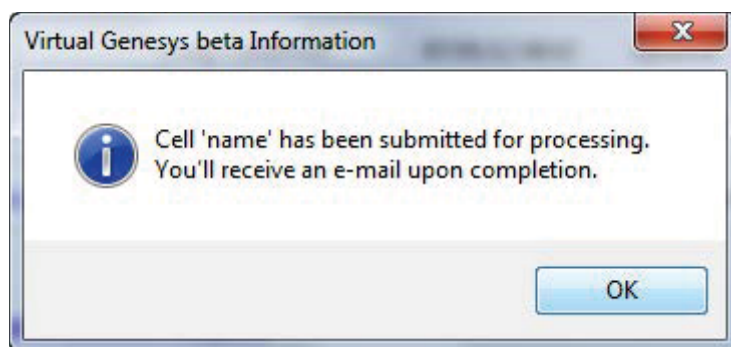 Virtual Genesys beta Information
Cell 'name' has been submitted for processing.
You'll receive an e-mail upon completion.
OK